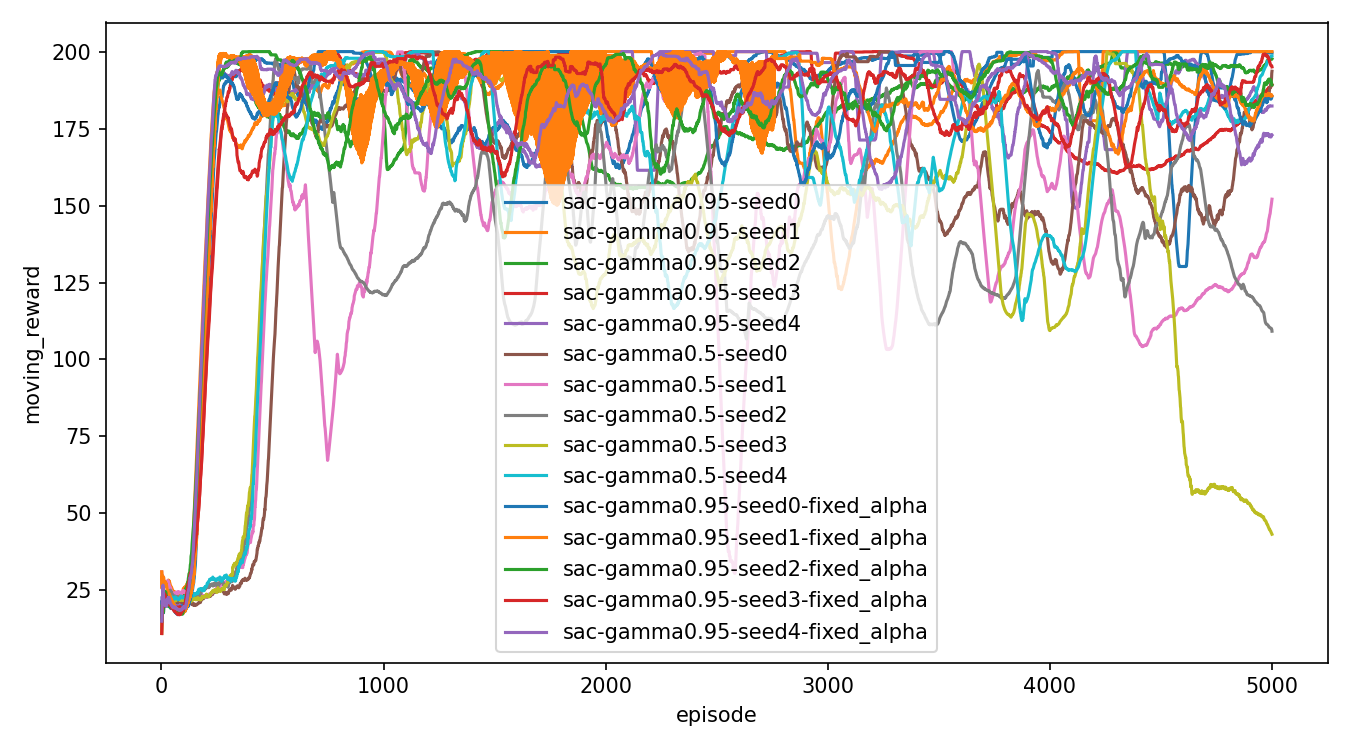 200
175
150
125
100
75
50
25
moving_reward
sac-gamma0.95-seed0
sac-gamma0.95-seed1
sac-gamma0.95-seed2
sac-gamma0.95-seed3
sac-gamma0.95-seed4
sac-gamma0.5-seed0
sac-gamma0.5-seed1
sac-gamma0.5-seed2
sac-gamma0.5-seed3
sac-gamma0.5-seed4
sac-gamma0.95-seed0-fixed_alpha
sac-gamma0.95-seed1-fixed_alpha
sac-gamma0.95-seed2-fixed_alpha
sac-gamma0.95-seed3-fixed_alpha
sac-gamma0.95-seed4-fixed_alpha
0 1000 2000 3000 4000 5000
episode